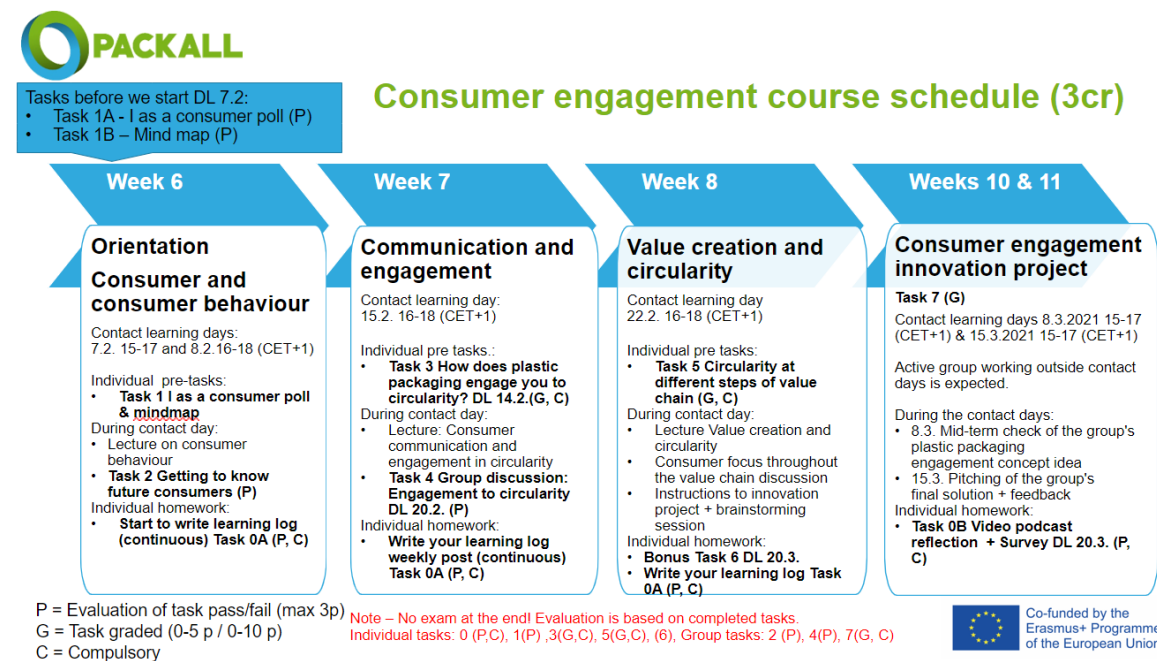 PACKALL
Tasks before we start DL 7.2:
• Task 1A - I as a consumer poll (P)
• Task 1B – Mind map (P)
Consumer engagement course schedule (3cr)
Week 6
Orientation
Consumer and
consumer behaviour
Contact learning days:
7.2. 15-17 and 8.2.16-18 (CET+1)
Individual pre-tasks:
• Task 1 I as a consumer poll
& mindmap
During contact day:
• Lecture on consumer
behaviour
• Task 2 Getting to know
future consumers (P)
Individual homework:
• Start to write learning log
(continuous) Task 0A (P, C)
Week 7
Communication and
engagement
Contact learning day:
15.2. 16-18 (CET+1)
Individual pre tasks.:
• Task 3 How does plastic
packaging engage you to
circularity? DL 14.2.(G, C)
During contact day:
• Lecture: Consumer
communication and
engagement in circularity
• Task 4 Group discussion:
Engagement to circularity
DL 20.2. (P)
Individual homework:
• Write your learning log
weekly post (continuous)
Task 0A (P, C)
Week 8
Value creation and
circularity
Contact learning day
22.2. 16-18 (CET+1)
Individual pre tasks:
• Task 5 Circularity at
different steps of value
chain (G, C)
During contact day:
• Lecture Value creation and
circularity
• Consumer focus throughout
the value chain discussion
• Instructions to innovation
project + brainstorming
session
Individual homework:
• Bonus Task 6 DL 20.3.
• Write your learning log Task
0A (P, C)
Weeks 10 & 11
Consumer engagement
innovation project
Task 7 (G)
Contact learning days 8.3.2021 15-17
(CET+1) & 15.3.2021 15-17 (CET+1)
Active group working outside contact
days is expected.
During the contact days:
• 8.3. Mid-term check of the group's
plastic packaging
engagement concept idea
• 15.3. Pitching of the group's
final solution + feedback
Individual homework:
• Task 0B Video podcast
reflection + Survey DL 20.3. (P,
C)
P = Evaluation of task pass/fail (max 3p)
G = Task graded (0-5 p / 0-10 p)
C = Compulsory
Note – No exam at the end! Evaluation is based on completed tasks.
Individual tasks: 0 (P,C), 1(P) ,3(G,C), 5(G,C), (6), Group tasks: 2 (P), 4(P), 7(G, C)
Co-funded by the
Erasmus+ Programme
of the European Union